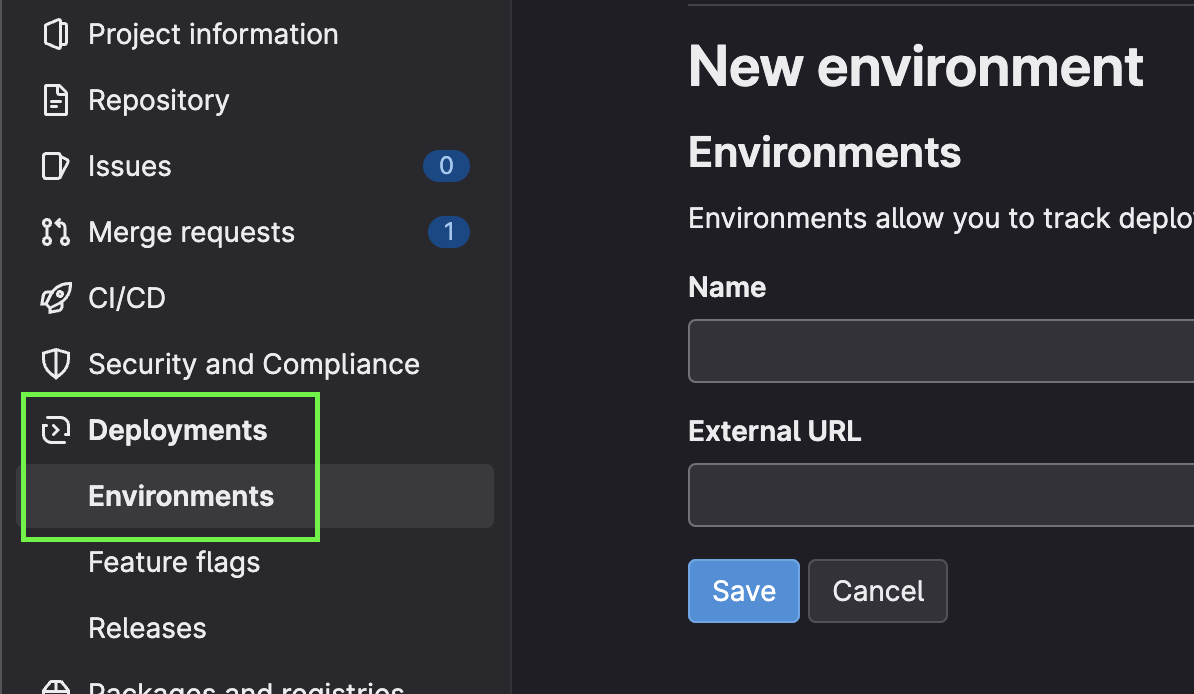 Project information
Repository
Issues 0
Merge requests 1
CI/CD
Security and Compliance
Deployments
Environments
Feature flags
Releases
Packages and registries
New environment
Environments
Environments allow you to track deplo
Name
External URL
Save Cancel